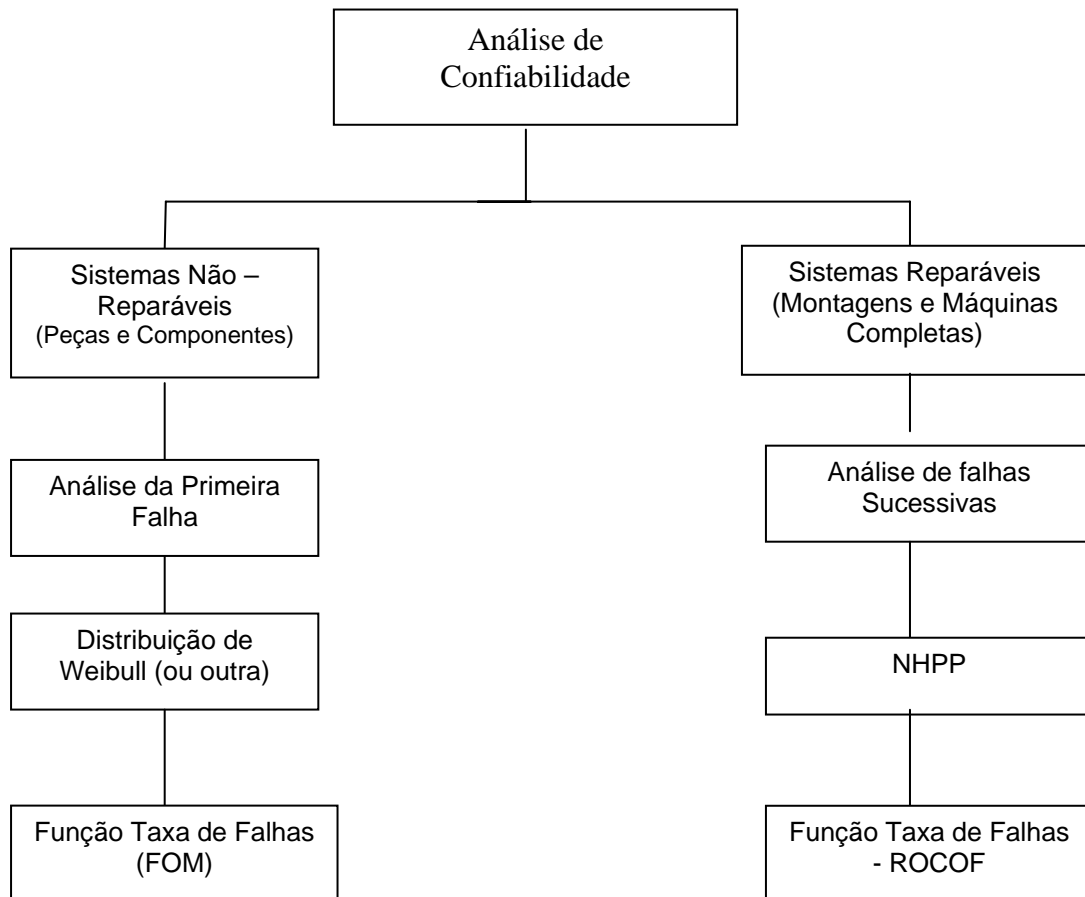 Análise de
Confiabilidade
Sistemas Não –
Reparáveis
(Peças e Componentes)
Sistemas Reparáveis
(Montagens e Máquinas
Completas)
Análise da Primeira
Falha
Análise de falhas
Sucessivas
Distribuição de
Weibull (ou outra)
NHPP
Função Taxa de Falhas
(FOM)
Função Taxa de Falhas
- ROCOF